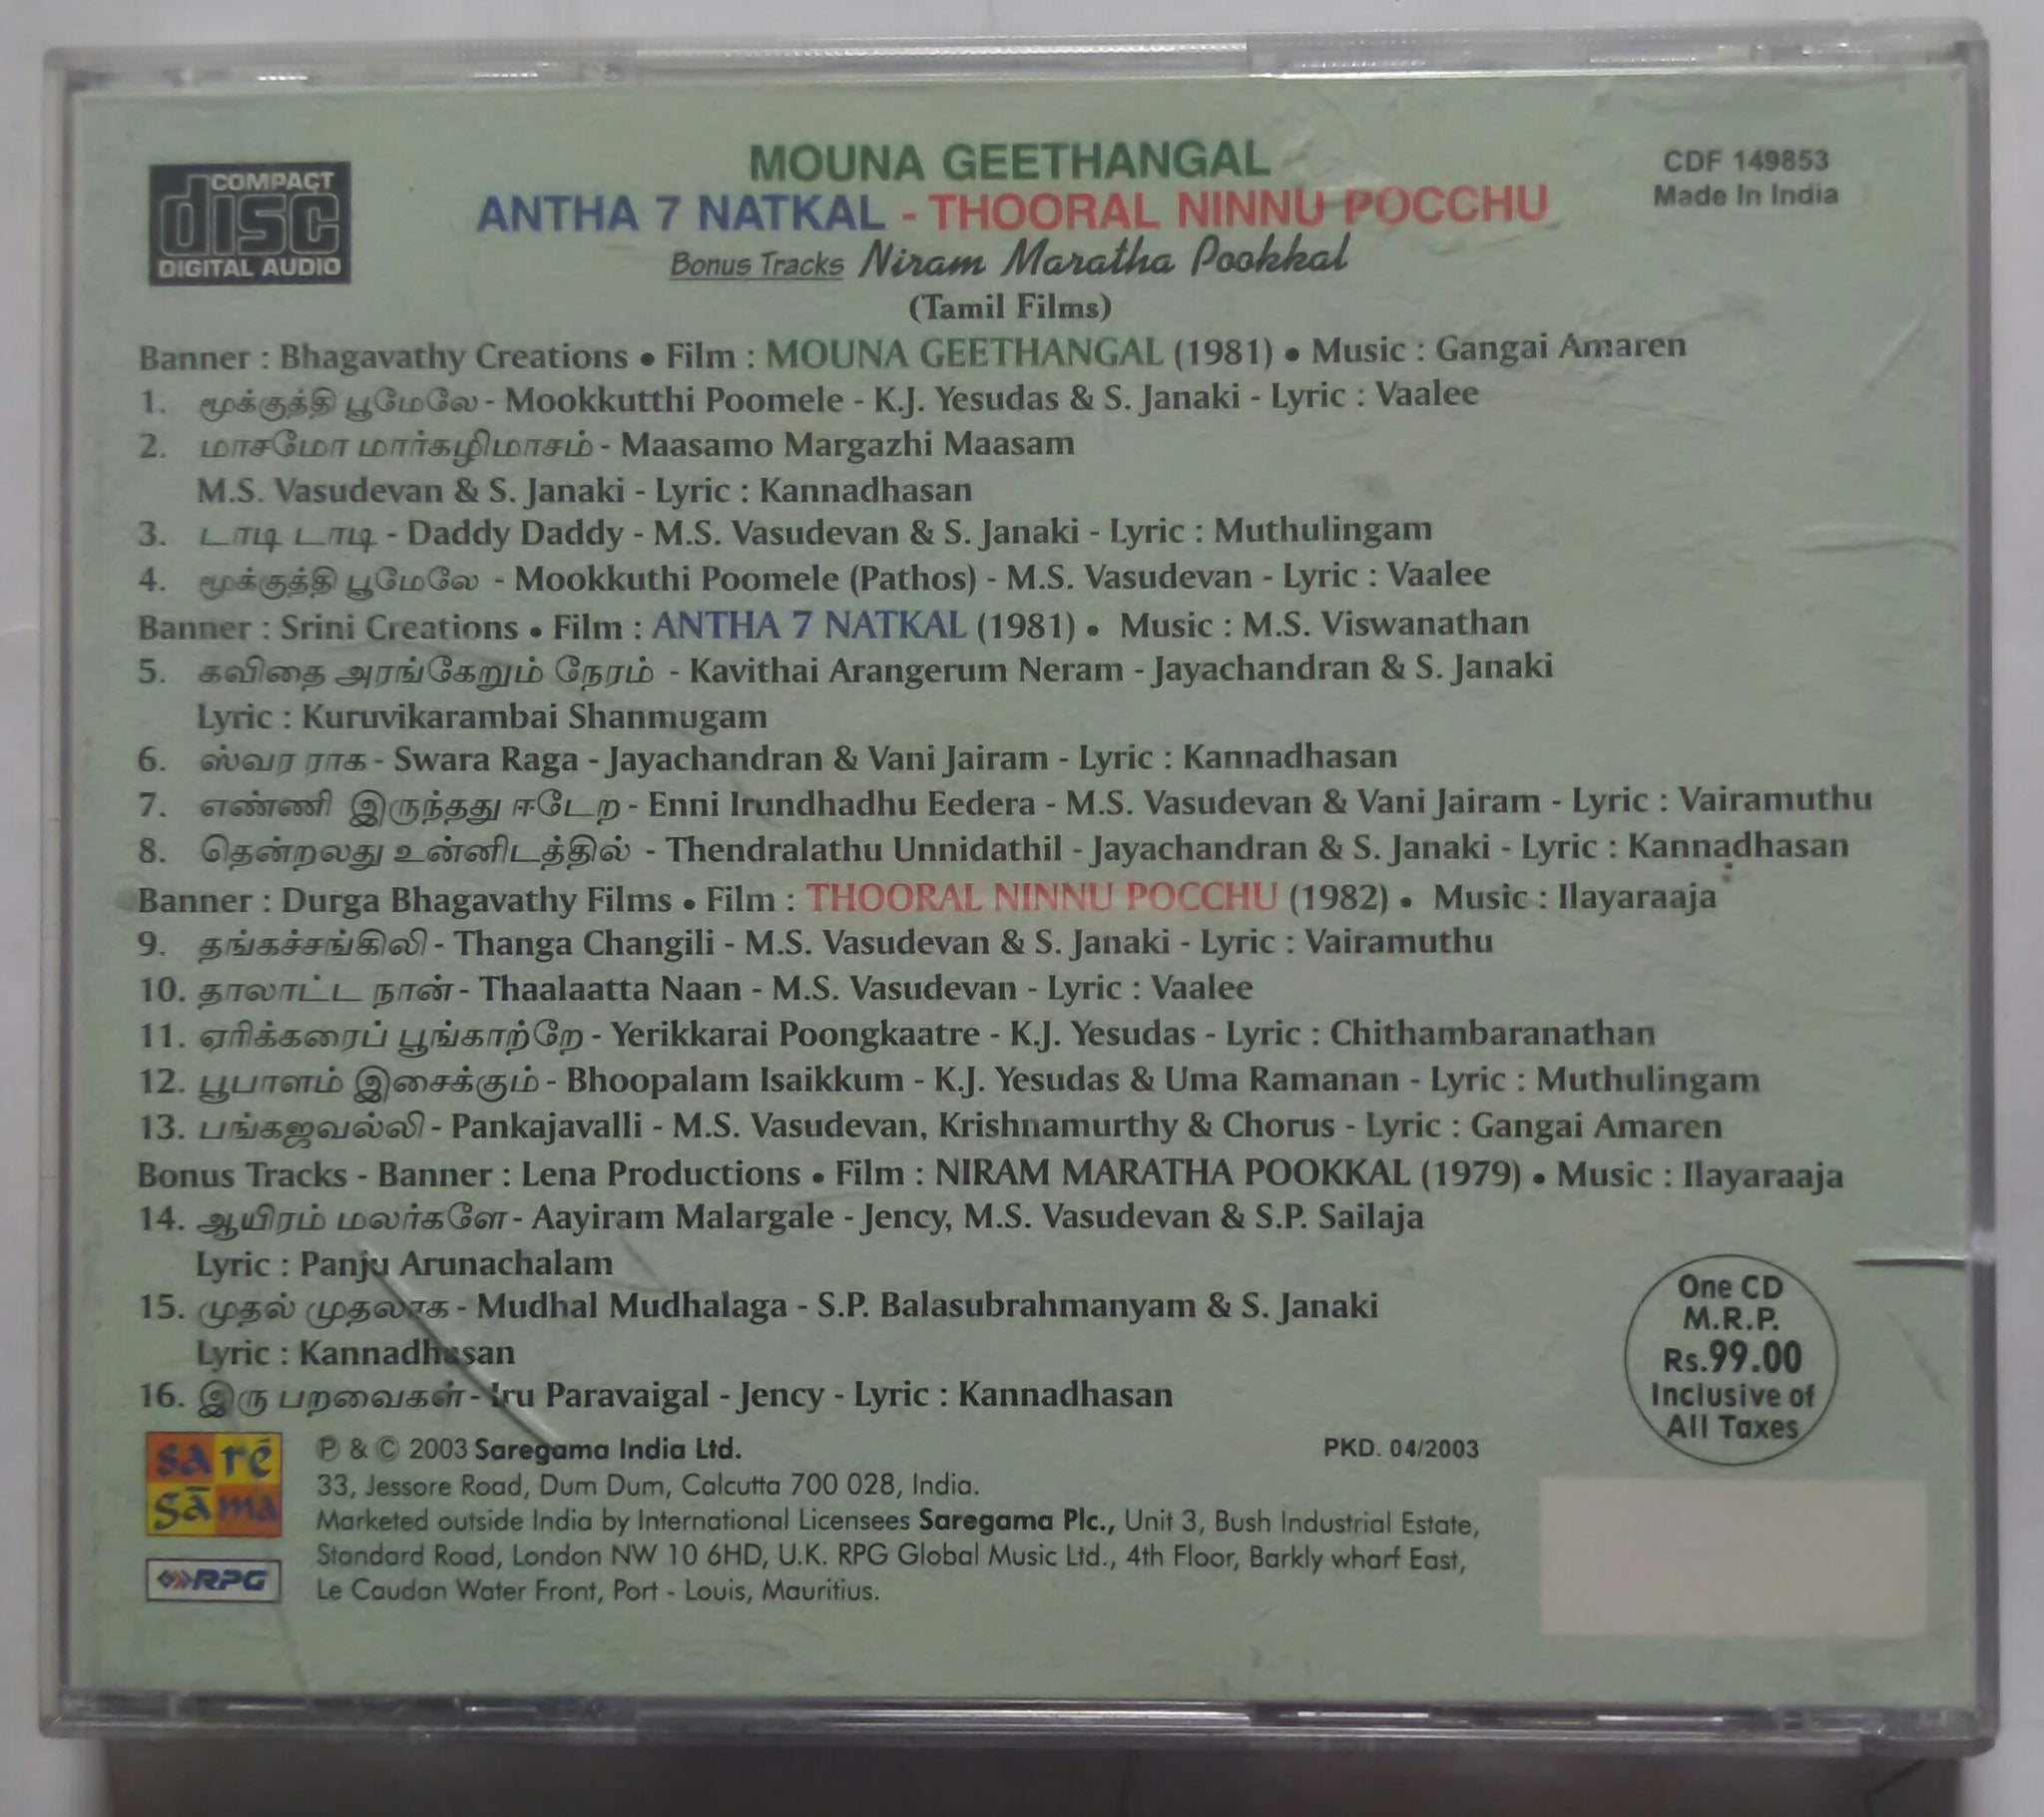 COMPACT
disc
DIGITAL AUDIO
MOUNA GEETHANGAL
ANTHA 7 NATKAL - THOORAL NINNU POCCHU
Bonus Tracks Niram Maratha Pookkal
(Tamil Films)
CDF 149853
Made In India
Banner : Bhagavathy Creations • Film : MOUNA GEETHANGAL (1981) • Music : Gangai Amaren
1. மூக்குத்தி பூமேலே - Mookkutthi Poomele - K.J. Yesudas & S. Janaki - Lyric : Vaalee
2. மாசமோ மார்கழிமாசம் - Maasamo Margazhi Maasam
M.S. Vasudevan & S. Janaki - Lyric : Kannadhasan
3. டாடி டாடி - Daddy Daddy - M.S. Vasudevan & S. Janaki - Lyric : Muthulingam
4. மூக்குத்தி பூமேலே - Mookkuthi Poomele (Pathos) - M.S. Vasudevan - Lyric : Vaalee
Banner : Srini Creations • Film : ANTHA 7 NATKAL (1981) • Music : M.S. Viswanathan
5. கவிதை அரங்கேறும் நேரம் - Kavithai Arangerum Neram - Jayachandran & S. Janaki
Lyric : Kuruvikarambai Shanmugam
6. ஸ்வர ராக - Swara Raga - Jayachandran & Vani Jairam - Lyric : Kannadhasan
7. எண்ணி இருந்தது ஈடேற - Enni Irundhadhu Eedera - M.S. Vasudevan & Vani Jairam - Lyric : Vairamuthu
8. தென்றலது உன்னிடத்தில் - Thendralathu Unnidathil - Jayachandran & S. Janaki - Lyric : Kannadhasan
Banner : Durga Bhagavathy Films • Film : THOORAL NINNU POCCHU (1982) • Music : Ilayaraaja
9. தங்கச்சங்கிலி - Thanga Changili - M.S. Vasudevan & S. Janaki - Lyric : Vairamuthu
10. தாலாட்ட நான் - Thaalaatta Naan - M.S. Vasudevan - Lyric : Vaalee
11. ஏரிக்கரைப் பூங்காற்றே - Yerikkarai Poongkaatre - K.J. Yesudas - Lyric : Chithambaranathan
12. பூபாளம் இசைக்கும் - Bhoopalam Isaikkum - K.J. Yesudas & Uma Ramanan - Lyric : Muthulingam
13. பங்கஜவல்லி - Pankajavalli - M.S. Vasudevan, Krishnamurthy & Chorus - Lyric : Gangai Amaren
Bonus Tracks - Banner : Lena Productions • Film : NIRAM MARATHA POOKKAL (1979) • Music : Ilayaraaja
14. ஆயிரம் மலர்களே - Aayiram Malargale - Jency, M.S. Vasudevan & S.P. Sailaja
Lyric : Panju Arunachalam
15. முதல் முதலாக - Mudhal Mudhalaga - S.P. Balasubrahmanyam & S. Janaki
Lyric : Kannadhasan
16. இரு பறவைகள் - Iru Paravaigal - Jency - Lyric : Kannadhasan
One CD
M.R.P.
Rs.99.00
Inclusive of
All Taxes
sa ré
gā ma
RPG
℗ & © 2003 Saregama India Ltd.
PKD. 04/2003
33, Jessore Road, Dum Dum, Calcutta 700 028, India.
Marketed outside India by International Licensees Saregama Plc., Unit 3, Bush Industrial Estate,
Standard Road, London NW 10 6HD, U.K. RPG Global Music Ltd., 4th Floor, Barkly wharf East,
Le Caudan Water Front, Port - Louis, Mauritius.